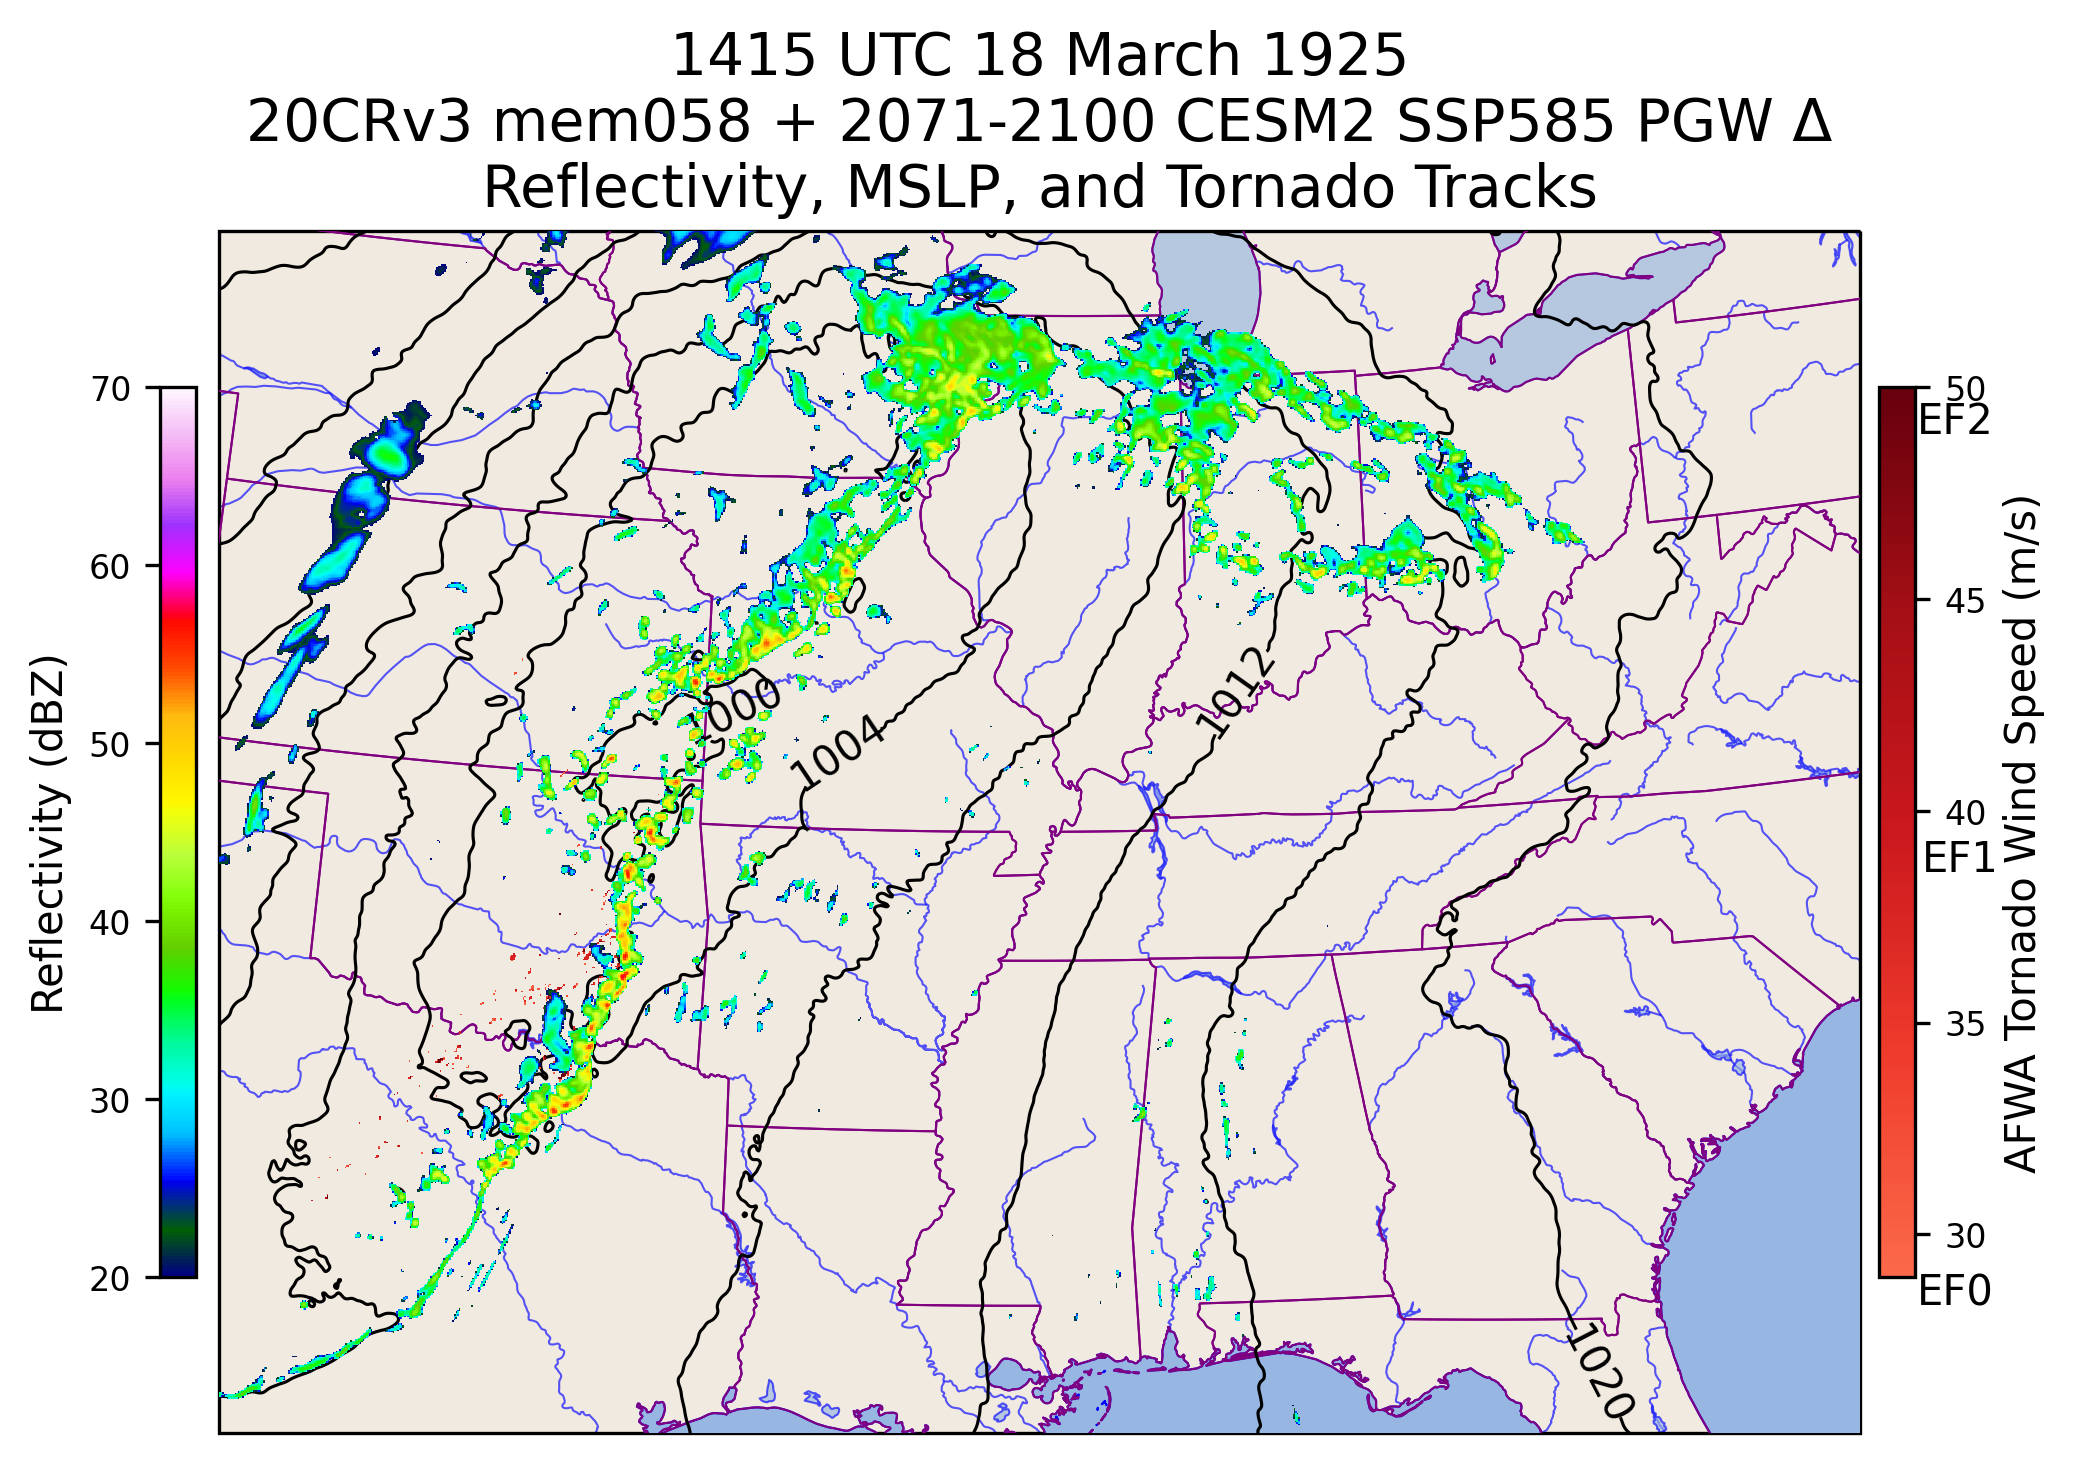 1415 UTC 18 March 1925
20CRv3 mem058 + 2071-2100 CESM2 SSP585 PGW Δ
Reflectivity, MSLP, and Tornado Tracks
Reflectivity (dBZ)
70
60
50
40
30
20
1000
1004
1012
1020
50
EF2
45
40
EF1
35
30
EF0
AFWA Tornado Wind Speed (m/s)